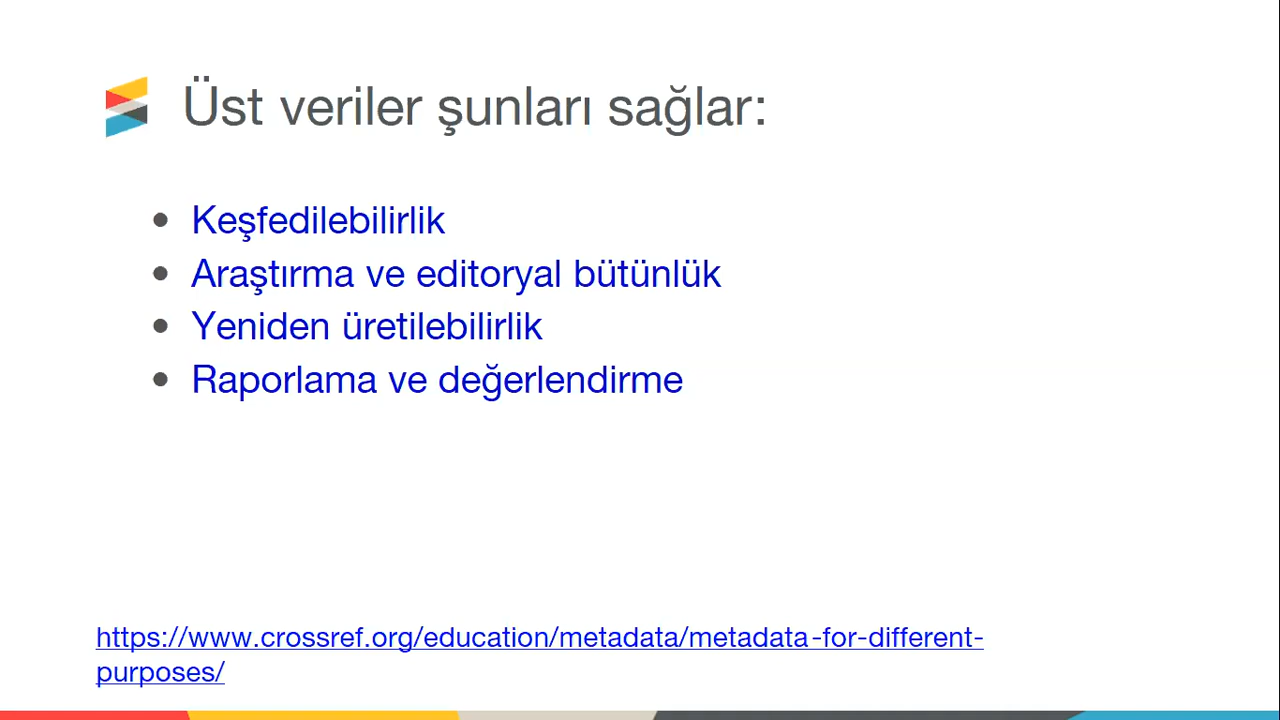 Üst veriler şunları sağlar:
• Keşfedilebilirlik
• Araştırma ve editoryal bütünlük
• Yeniden üretilebilirlik
• Raporlama ve değerlendirme
https://www.crossref.org/education/metadata/metadata-for-different-
purposes/